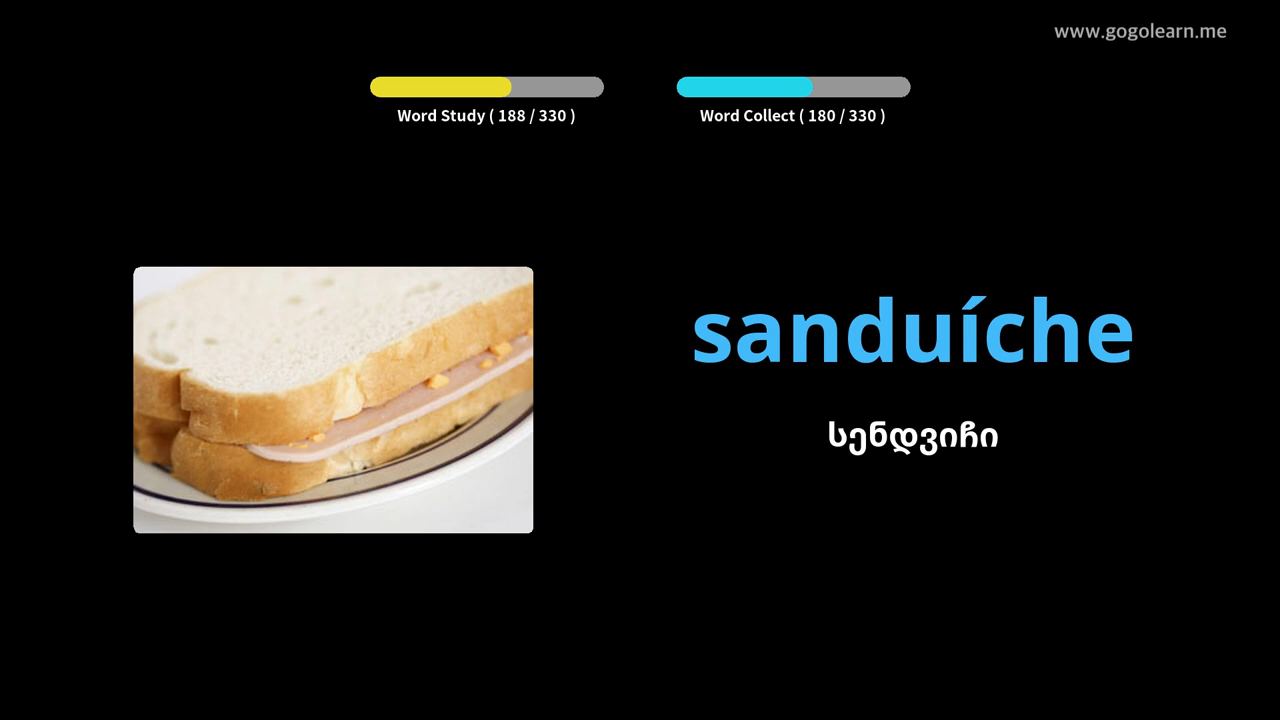 www.gogolearn.me
Word Study ( 188 / 330 )
Word Collect ( 180 / 330 )
sanduíche
სენდვიჩი